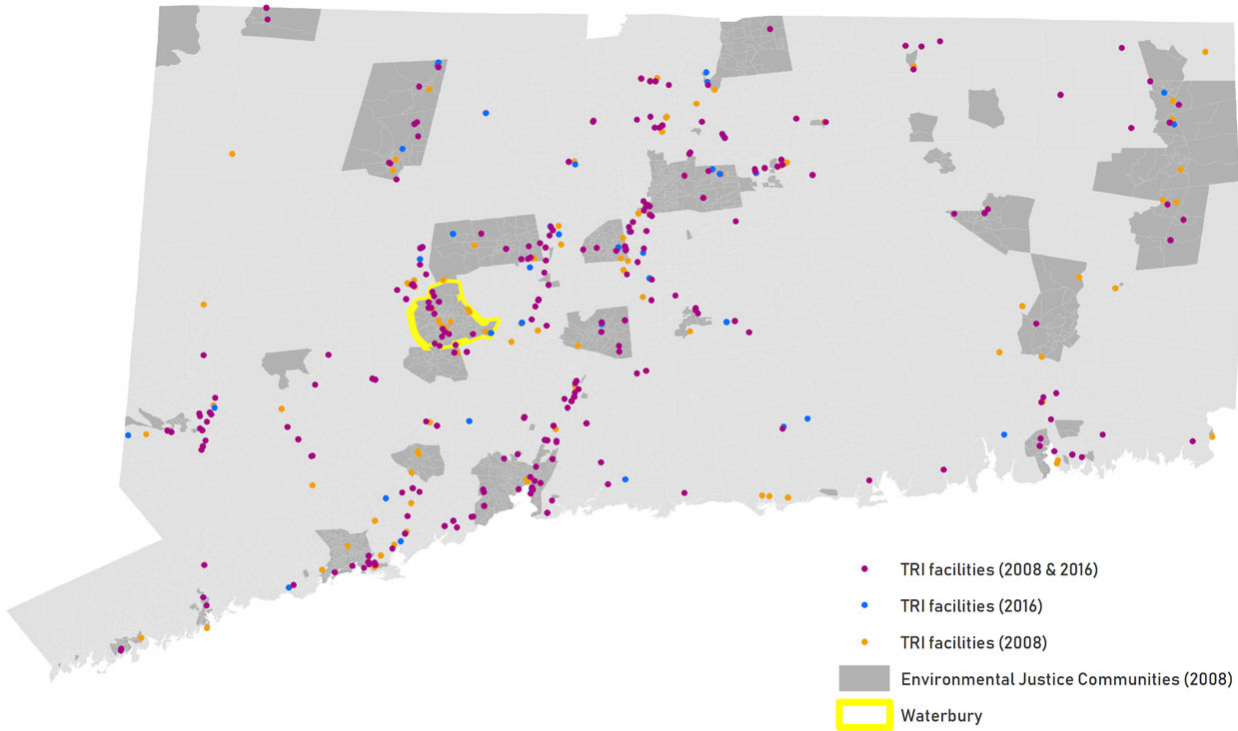 TRI facilities (2008 & 2016)
TRI facilities (2016)
TRI facilities (2008)
Environmental Justice Communities (2008)
Waterbury